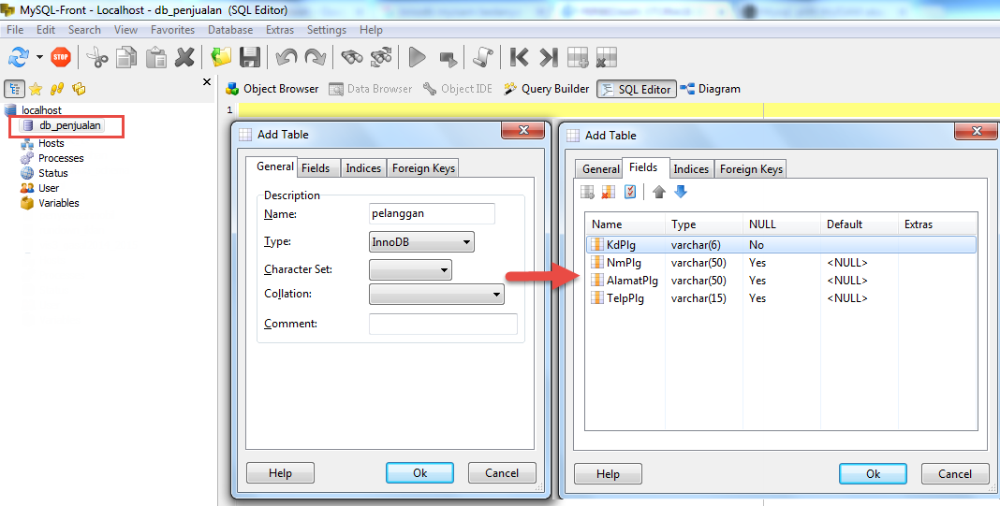 MySQL-Front - Localhost - db_penjualan (SQL Editor)
File Edit Search View Favorites Database Extras Settings Help
STOP
Object Browser Data Browser Object IDE Query Builder SQL Editor Diagram
localhost
db_penjualan
Hosts
Processes
Status
User
Variables
1
Add Table
General Fields Indices Foreign Keys
Description
Name: pelanggan
Type: InnoDB
Character Set:
Collation:
Comment:
Help Ok Cancel
Add Table
General Fields Indices Foreign Keys
Name Type NULL Default Extras
KdPlg varchar(6) No
NmPlg varchar(50) Yes <NULL>
AlamatPlg varchar(50) Yes <NULL>
TelpPlg varchar(15) Yes <NULL>
Help Ok Cancel